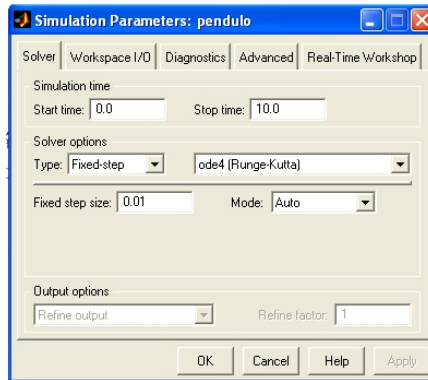 Simulation Parameters: pendulo
Solver Workspace I/O Diagnostics Advanced Real-Time Workshop
Simulation time
Start time: 0.0 Stop time: 10.0
Solver options
Type: Fixed-step ode4 (Runge-Kutta)
Fixed step size: 0.01 Mode: Auto
Output options
Refine output Refine factor: 1
OK Cancel Help Apply